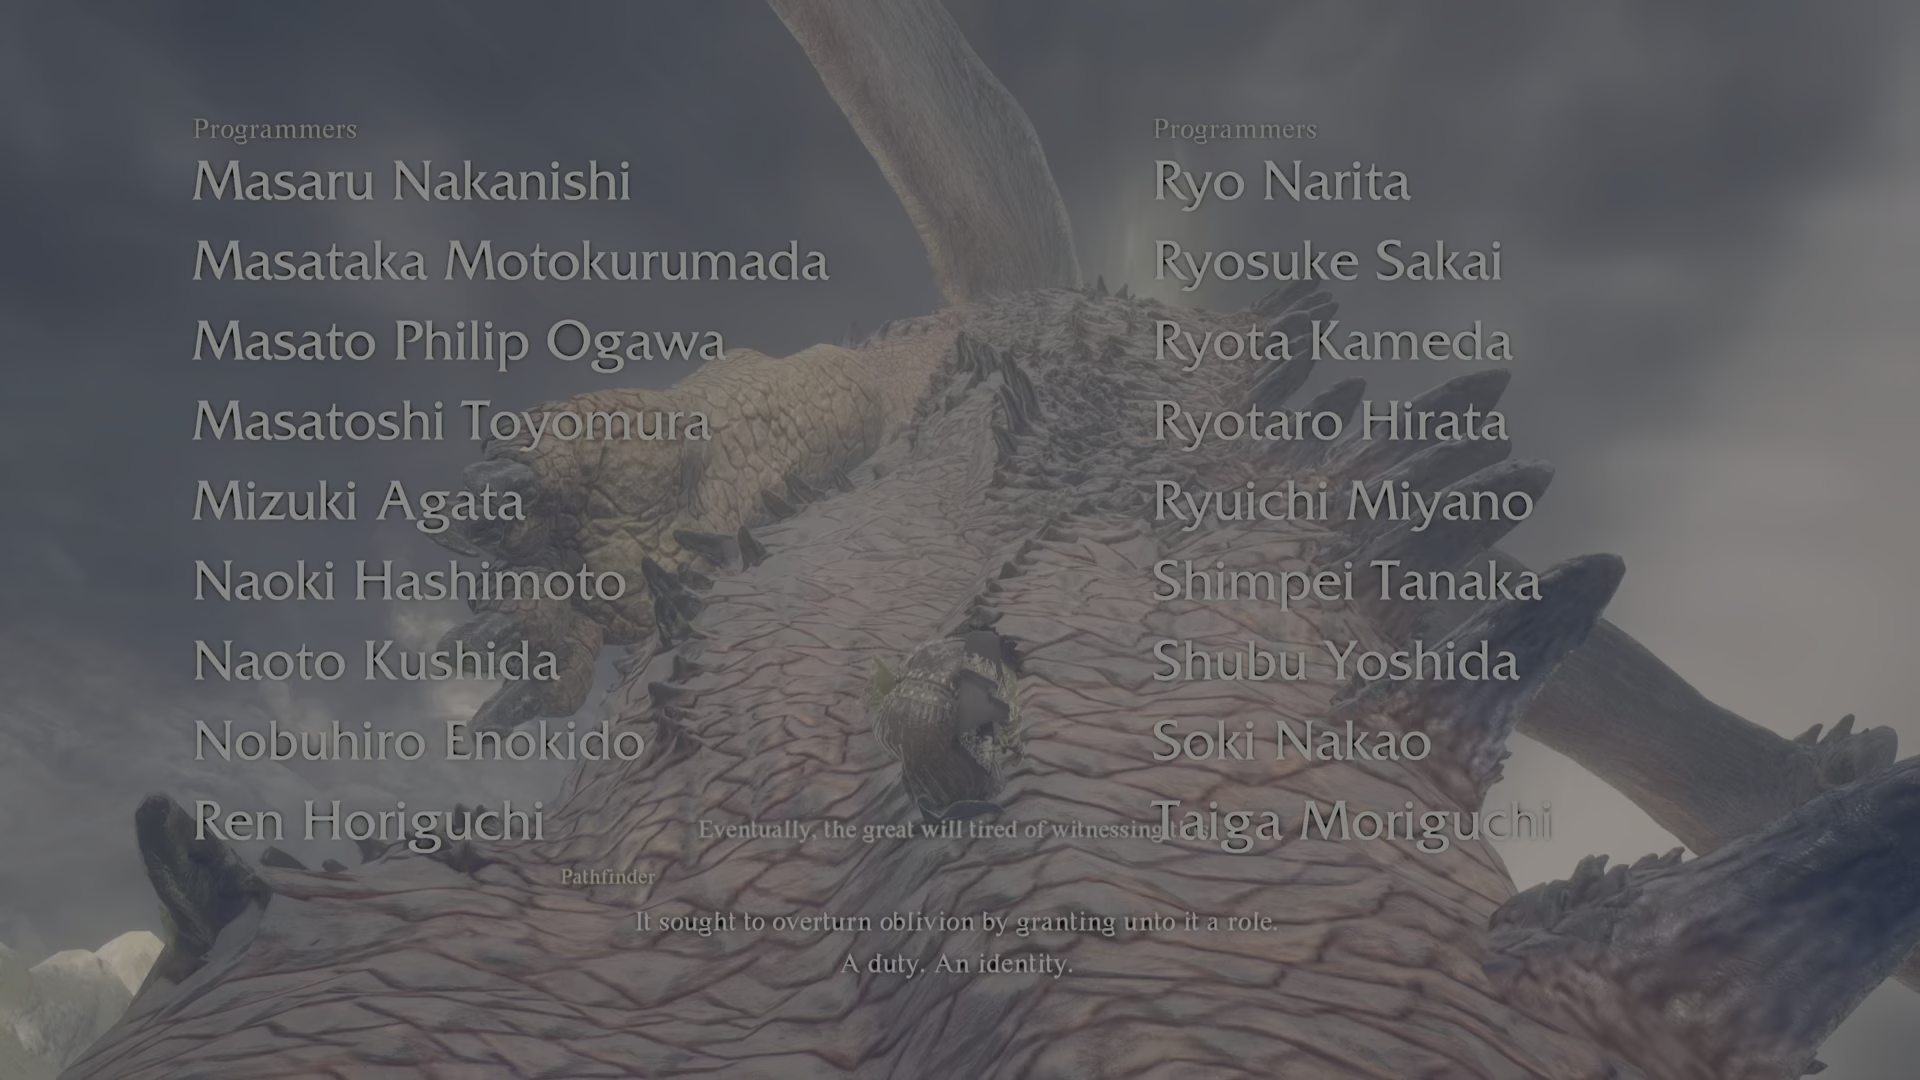 Programmers
Masaru Nakanishi
Masataka Motokurumada
Masato Philip Ogawa
Masatoshi Toyomura
Mizuki Agata
Naoki Hashimoto
Naoto Kushida
Nobuhiro Enokido
Ren Horiguchi
Programmers
Ryo Narita
Ryosuke Sakai
Ryota Kameda
Ryotaro Hirata
Ryuichi Miyano
Shimpei Tanaka
Shubu Yoshida
Soki Nakao
Taiga Moriguchi
Eventually, the great will tired of witnessing
Pathfinder
It sought to overturn oblivion by granting unto it a role.
A duty. An identity.